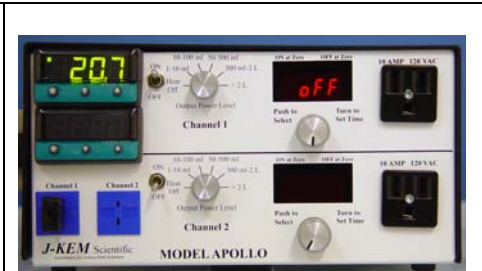 20.7
10-100 ml 50-500 ml
ON 1-10 ml 300 ml-2 L
Heat Off > 2 L
OFF
Output Power Level
Channel 1
ON at Zero OFF at Zero
oFF
Push to Select Turn to Set Time
10 AMP 120 VAC
10-100 ml 50-500 ml
ON 1-10 ml 300 ml-2 L
Heat Off > 2 L
OFF
Output Power Level
Channel 2
ON at Zero OFF at Zero
Push to Select Turn to Set Time
10 AMP 120 VAC
Channel 1 Channel 2
J-KEM Scientific
MODEL APOLLO